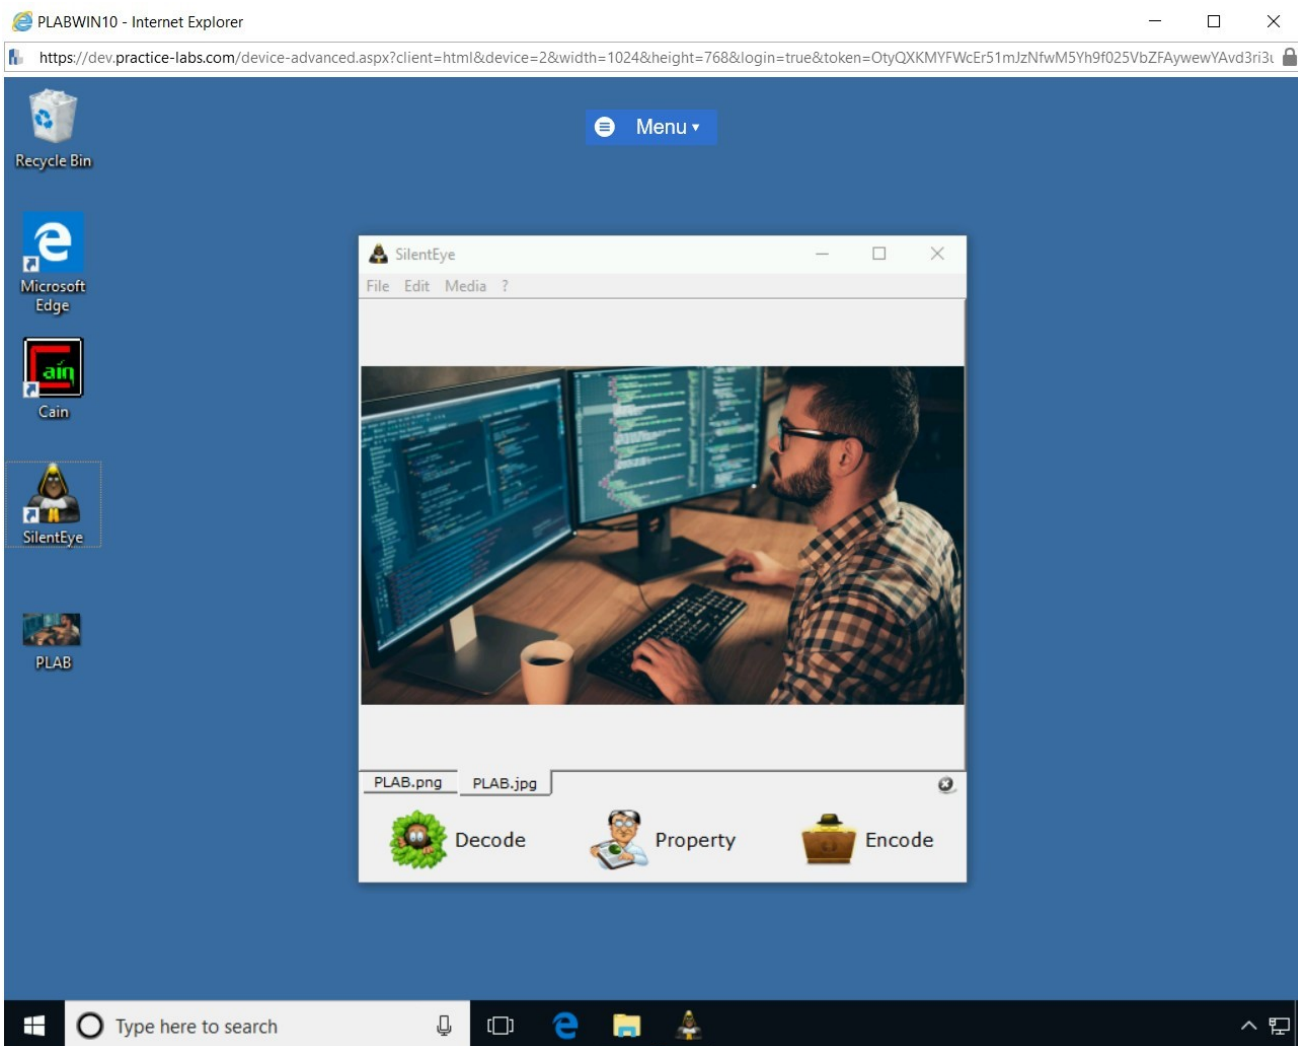 PLABWIN10 - Internet Explorer
https://dev.practice-labs.com/device-advanced.aspx?client=html&device=2&width=1024&height=768&login=true&token=OtyQXKMYFWcEr51mJzNfwM5Yh9f025VbZFAywewYAvd3ri3u
Menu
Recycle Bin
Microsoft
Edge
Cain
Cain
SilentEye
PLAB
SilentEye
File Edit Media ?
PLAB.png PLAB.jpg
Decode Property Encode
Type here to search